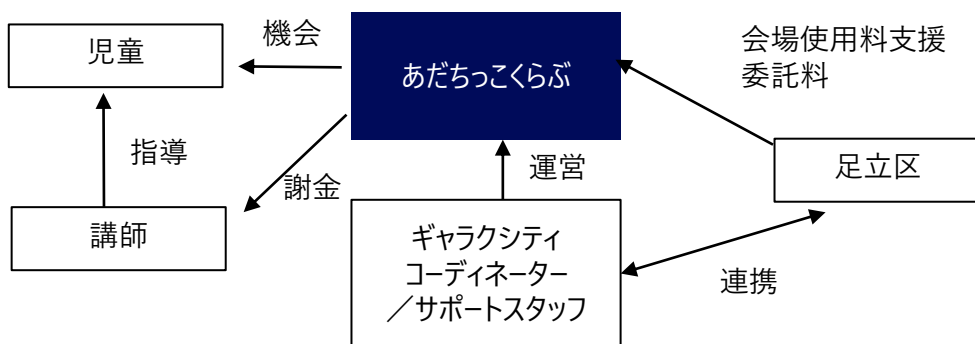 児童
機会
あだちっこくらぶ
会場使用料支援
委託料
指導
謝金
運営
足立区
講師
ギャラクシティ
コーディネーター
／サポートスタッフ
連携